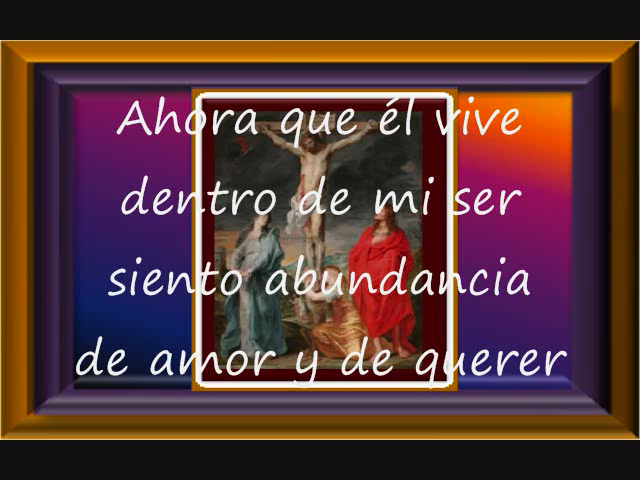 Ahora que él vive
dentro de mi ser
siento abundancia
de amor y de querer